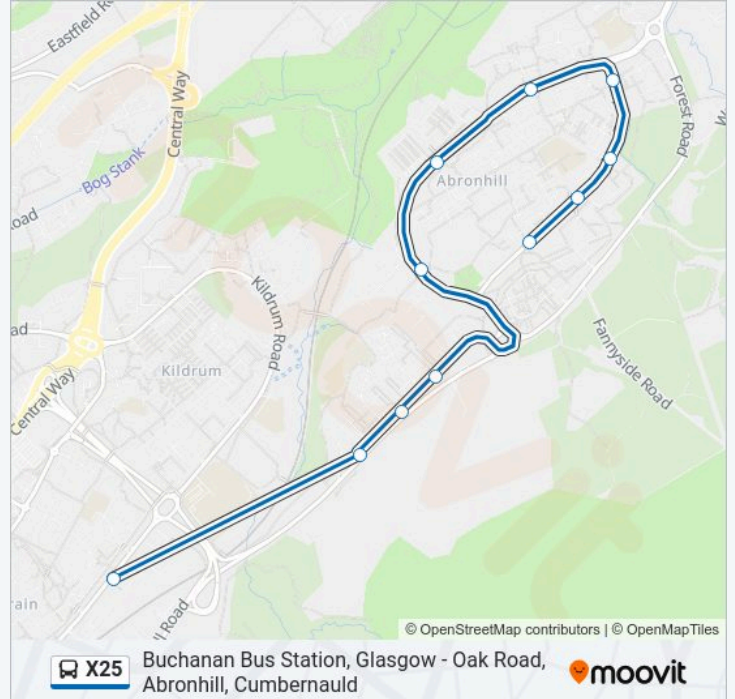 Eastfield R
Central Way
Forest Road
Bog Stank
Abronhill
oad
Kildrum Road
ad
Kildrum
Fannyside Road
Central Way
rain
ll Road
© OpenStreetMap contributors | © OpenMapTiles
X25
Buchanan Bus Station, Glasgow - Oak Road,
Abronhill, Cumbernauld
moovit